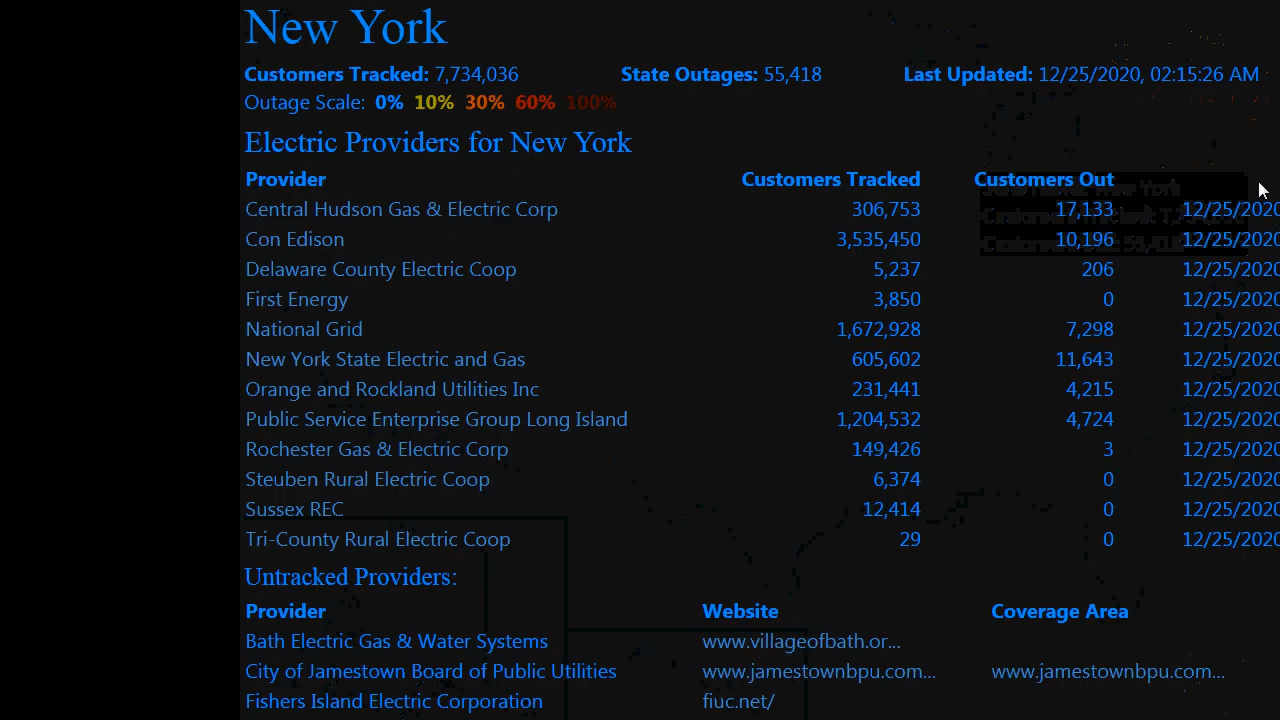 New York
Customers Tracked: 7,734,036 State Outages: 55,418 Last Updated: 12/25/2020, 02:15:26 AM
Outage Scale: 0% 10% 30% 60% 100%
Electric Providers for New York
Provider Customers Tracked Customers Out
Central Hudson Gas & Electric Corp 306,753 17,133 12/25/2020
Con Edison 3,535,450 10,196 12/25/2020
Delaware County Electric Coop 5,237 206 12/25/2020
First Energy 3,850 0 12/25/2020
National Grid 1,672,928 7,298 12/25/2020
New York State Electric and Gas 605,602 11,643 12/25/2020
Orange and Rockland Utilities Inc 231,441 4,215 12/25/2020
Public Service Enterprise Group Long Island 1,204,532 4,724 12/25/2020
Rochester Gas & Electric Corp 149,426 3 12/25/2020
Steuben Rural Electric Coop 6,374 0 12/25/2020
Sussex REC 12,414 0 12/25/2020
Tri-County Rural Electric Coop 29 0 12/25/2020
Untracked Providers:
Provider Website Coverage Area
Bath Electric Gas & Water Systems www.villageofbath.or...
City of Jamestown Board of Public Utilities www.jamestownbpu.com... www.jamestownbpu.com...
Fishers Island Electric Corporation fiuc.net/